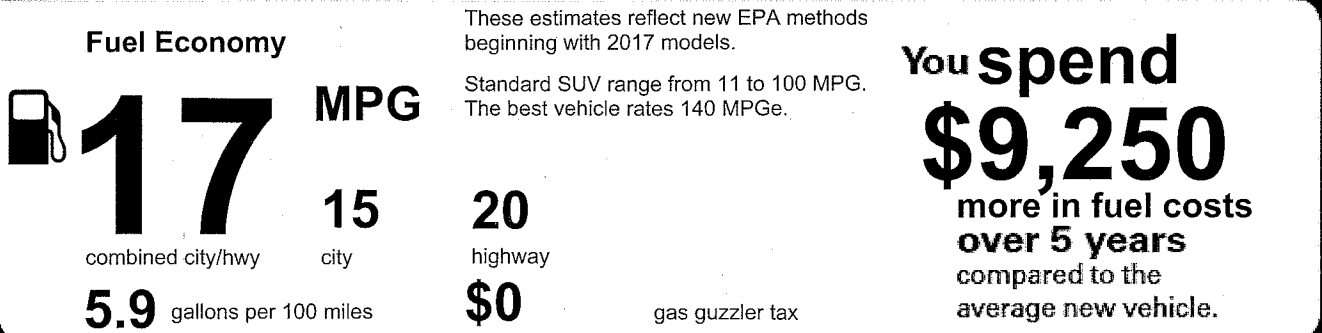 Fuel Economy
17 MPG
combined city/hwy
15
city
20
highway
5.9 gallons per 100 miles
$0 gas guzzler tax
These estimates reflect new EPA methods
beginning with 2017 models.
Standard SUV range from 11 to 100 MPG.
The best vehicle rates 140 MPGe.
You spend
$9,250
more in fuel costs
over 5 years
compared to the
average new vehicle.